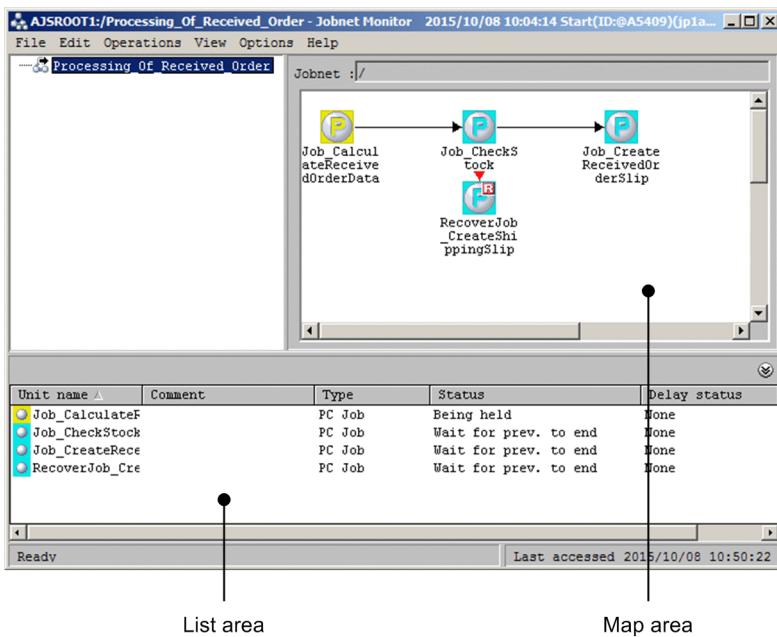 AJSROOT1:/Processing_Of_Received_Order - Jobnet Monitor 2015/10/08 10:04:14 Start(ID:@A5409)(jp1a...
File Edit Operations View Options Help
Processing_Of_Received_Order
Jobnet :/
Job_Calcul
ateReceive
dOrderData
Job_CheckS
tock
Job_Create
ReceivedOr
derSlip
RecoverJob
_CreateShi
ppingSlip
Unit name Comment Type Status Delay status
Job_CalculateR PC Job Being held None
Job_CheckStock PC Job Wait for prev. to end None
Job_CreateRece PC Job Wait for prev. to end None
RecoverJob_Cre PC Job Wait for prev. to end None
Ready Last accessed 2015/10/08 10:50:22
List area Map area